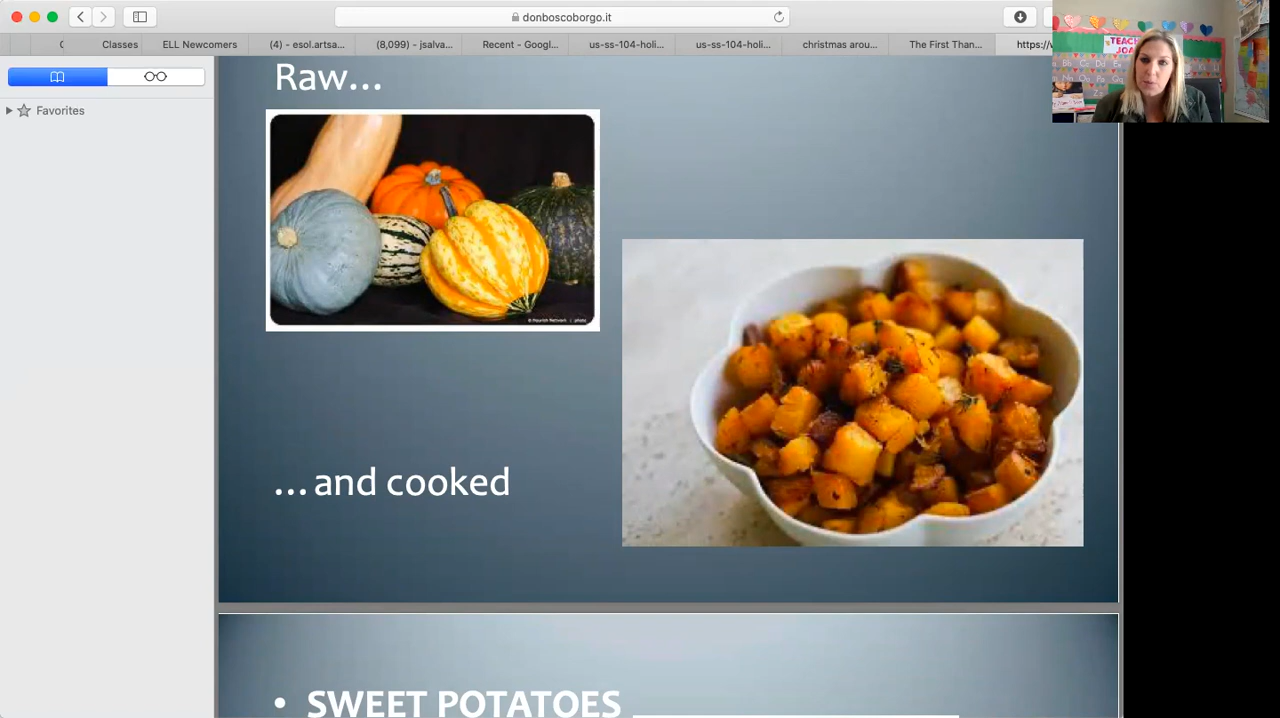 donboscoborgo.it
Classes
ELL Newcomers
(4) - esol.artsa...
(8,099) - jsalva...
Recent - Googl...
us-ss-104-holi...
us-ss-104-holi...
christmas arou...
The First Than...
https://v
Favorites
Raw...
...and cooked
• SWEET POTATOES